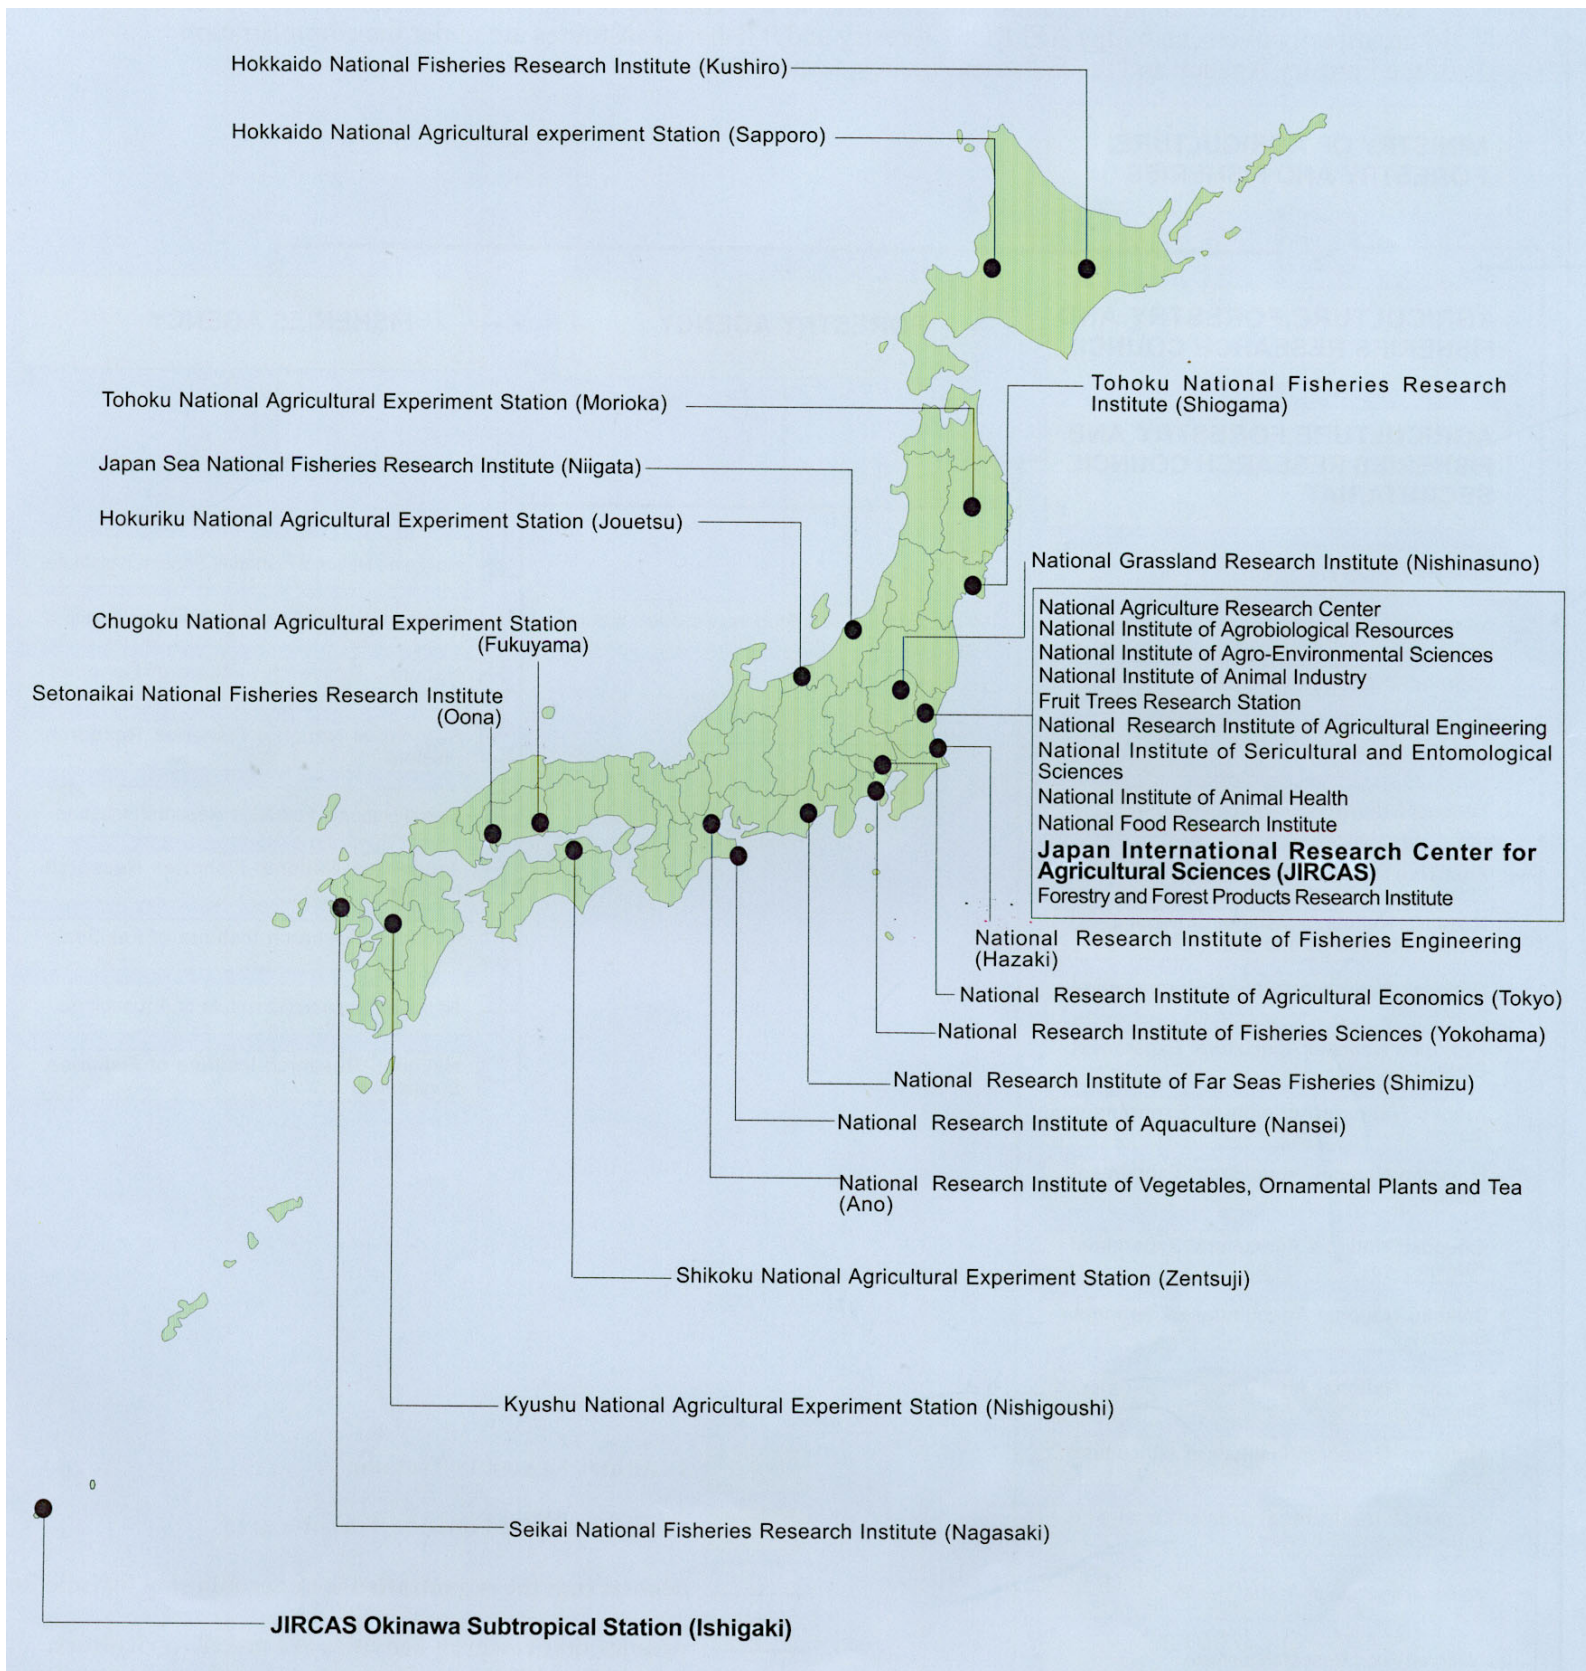 Hokkaido National Fisheries Research Institute (Kushiro)
Hokkaido National Agricultural experiment Station (Sapporo)
Tohoku National Fisheries Research
Institute (Shiogama)
Tohoku National Agricultural Experiment Station (Morioka)
Japan Sea National Fisheries Research Institute (Niigata)
Hokuriku National Agricultural Experiment Station (Jouetsu)
National Grassland Research Institute (Nishinasuno)
National Agriculture Research Center
National Institute of Agrobiological Resources
National Institute of Agro-Environmental Sciences
National Institute of Animal Industry
Fruit Trees Research Station
National Research Institute of Agricultural Engineering
National Institute of Sericultural and Entomological
Sciences
National Institute of Animal Health
National Food Research Institute
Japan International Research Center for
Agricultural Sciences (JIRCAS)
Forestry and Forest Products Research Institute
Chugoku National Agricultural Experiment Station
(Fukuyama)
Setonaikai National Fisheries Research Institute
(Oona)
National Research Institute of Fisheries Engineering
(Hazaki)
National Research Institute of Agricultural Economics (Tokyo)
National Research Institute of Fisheries Sciences (Yokohama)
National Research Institute of Far Seas Fisheries (Shimizu)
National Research Institute of Aquaculture (Nansei)
National Research Institute of Vegetables, Ornamental Plants and Tea
(Ano)
Shikoku National Agricultural Experiment Station (Zentsuji)
Kyushu National Agricultural Experiment Station (Nishigoushi)
Seikai National Fisheries Research Institute (Nagasaki)
JIRCAS Okinawa Subtropical Station (Ishigaki)